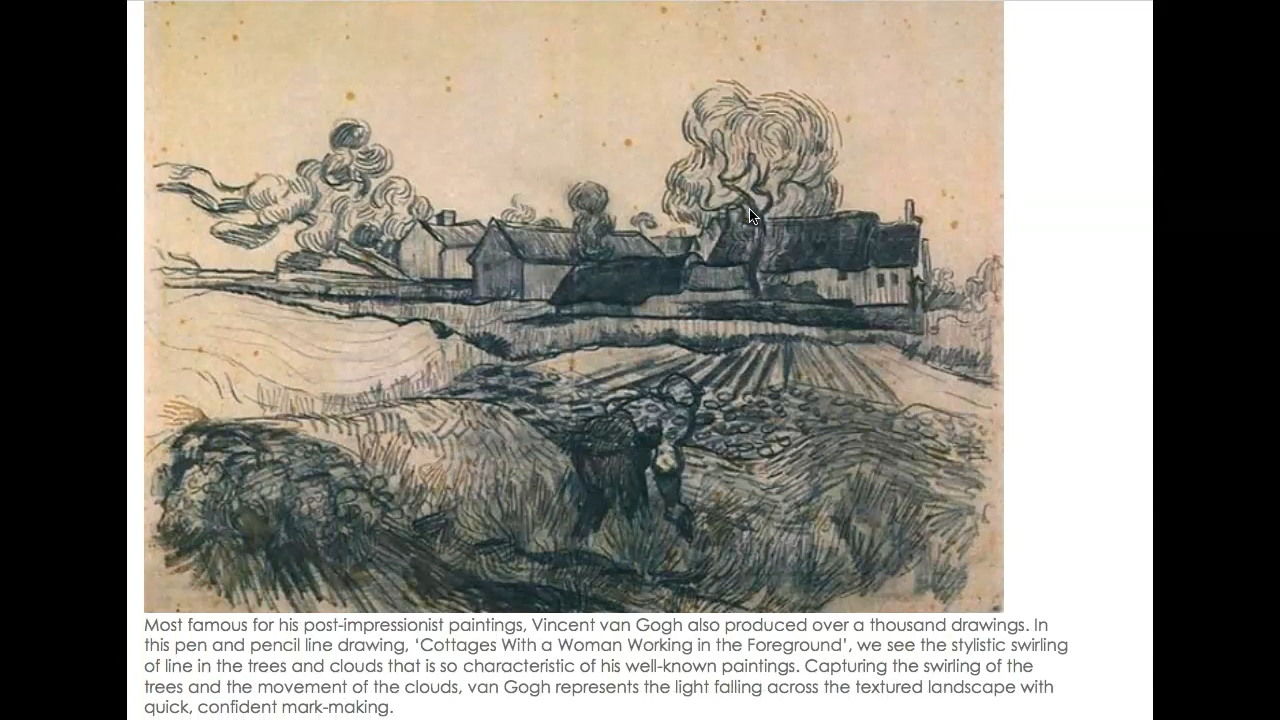 Most famous for his post-impressionist paintings, Vincent van Gogh also produced over a thousand drawings. In
this pen and pencil line drawing, ‘Cottages With a Woman Working in the Foreground’, we see the stylistic swirling
of line in the trees and clouds that is so characteristic of his well-known paintings. Capturing the swirling of the
trees and the movement of the clouds, van Gogh represents the light falling across the textured landscape with
quick, confident mark-making.